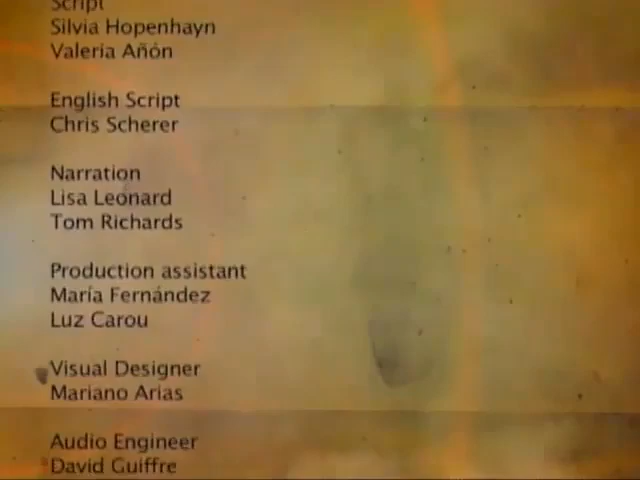 Script
Silvia Hopenhayn
Valeria Añón
English Script
Chris Scherer
Narration
Lisa Leonard
Tom Richards
Production assistant
María Fernández
Luz Carou
Visual Designer
Mariano Arias
Audio Engineer
David Guiffre